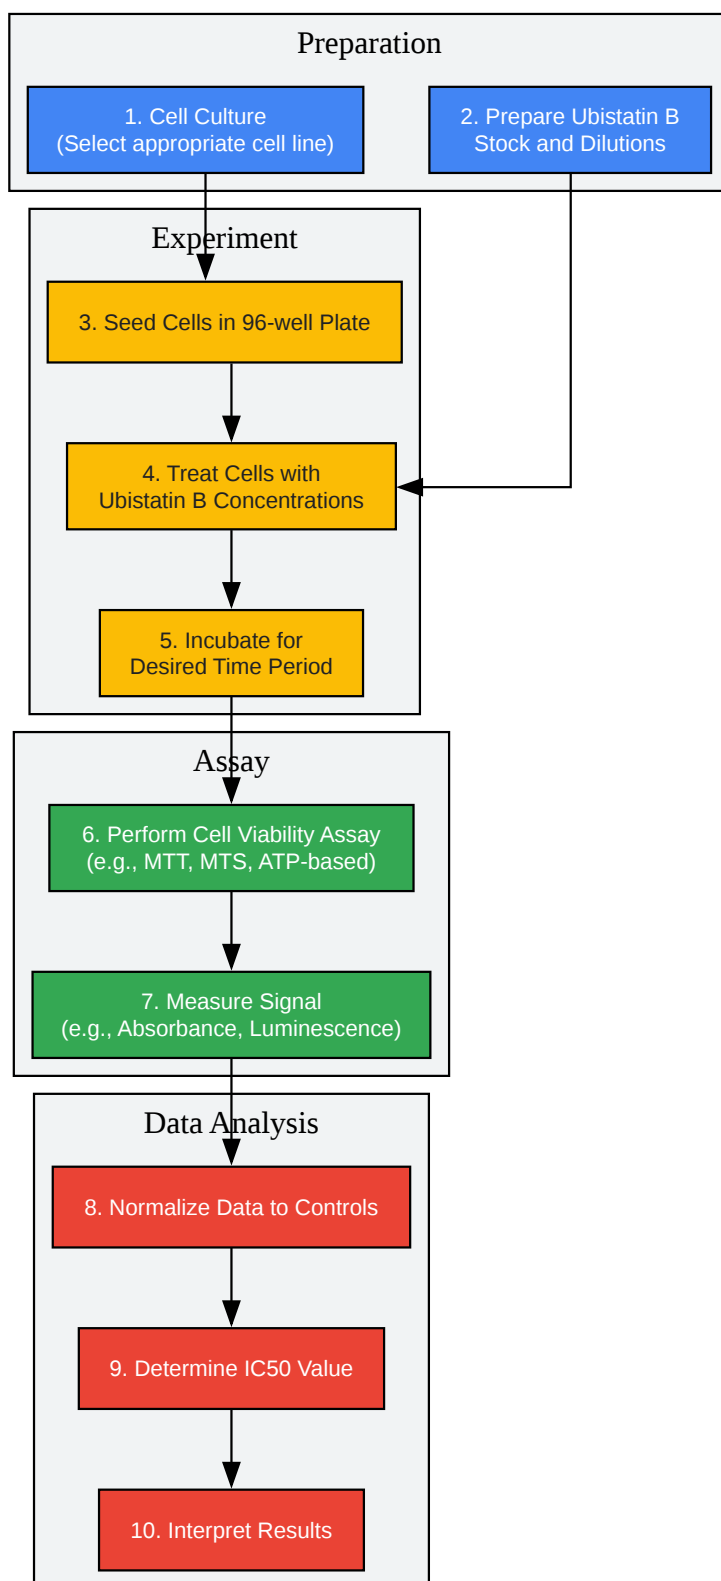 Preparation
1. Cell Culture
(Select appropriate cell line)
2. Prepare Ubistatin B
Stock and Dilutions
Experiment
3. Seed Cells in 96-well Plate
4. Treat Cells with
Ubistatin B Concentrations
5. Incubate for
Desired Time Period
Assay
6. Perform Cell Viability Assay
(e.g., MTT, MTS, ATP-based)
7. Measure Signal
(e.g., Absorbance, Luminescence)
Data Analysis
8. Normalize Data to Controls
9. Determine IC50 Value
10. Interpret Results